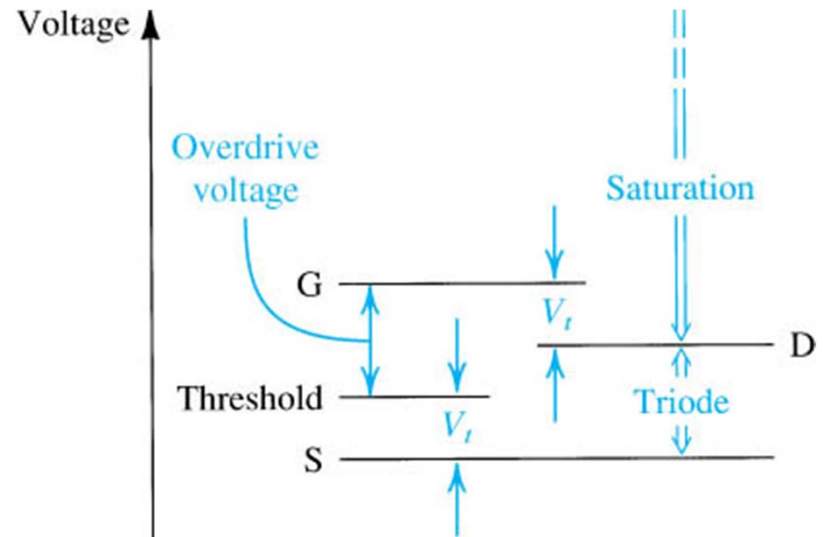 Voltage
Overdrive
voltage
Saturation
G
V_t
D
Threshold
V_t
Triode
S